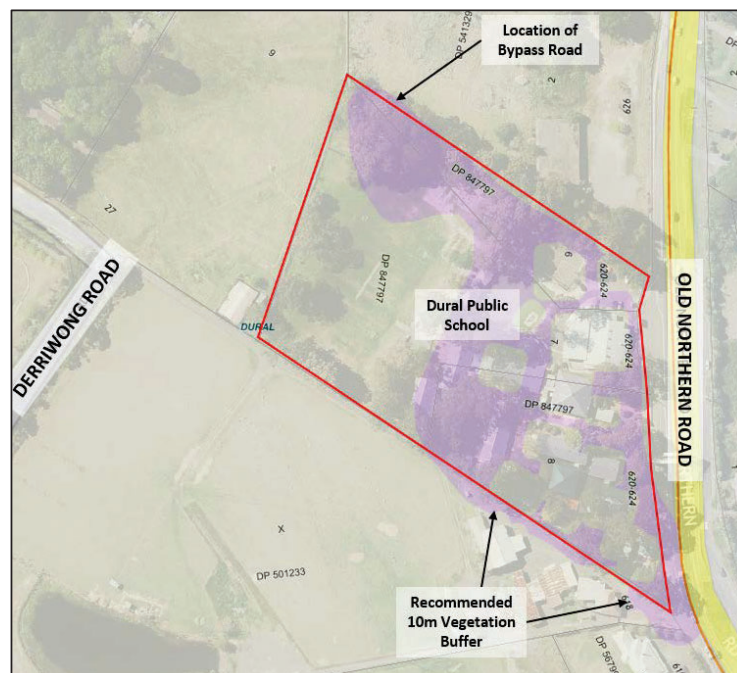 Location of
Bypass Road
DP 541329
9
2
626
DP 847797
27
DERRIWONG ROAD
DP 847797
6
620-624
OLD NORTHERN ROAD
Dural Public
School
DURAL
7
620-624
DP 847797
8
620-624
X
DP 501233
Recommended
10m Vegetation
Buffer
618